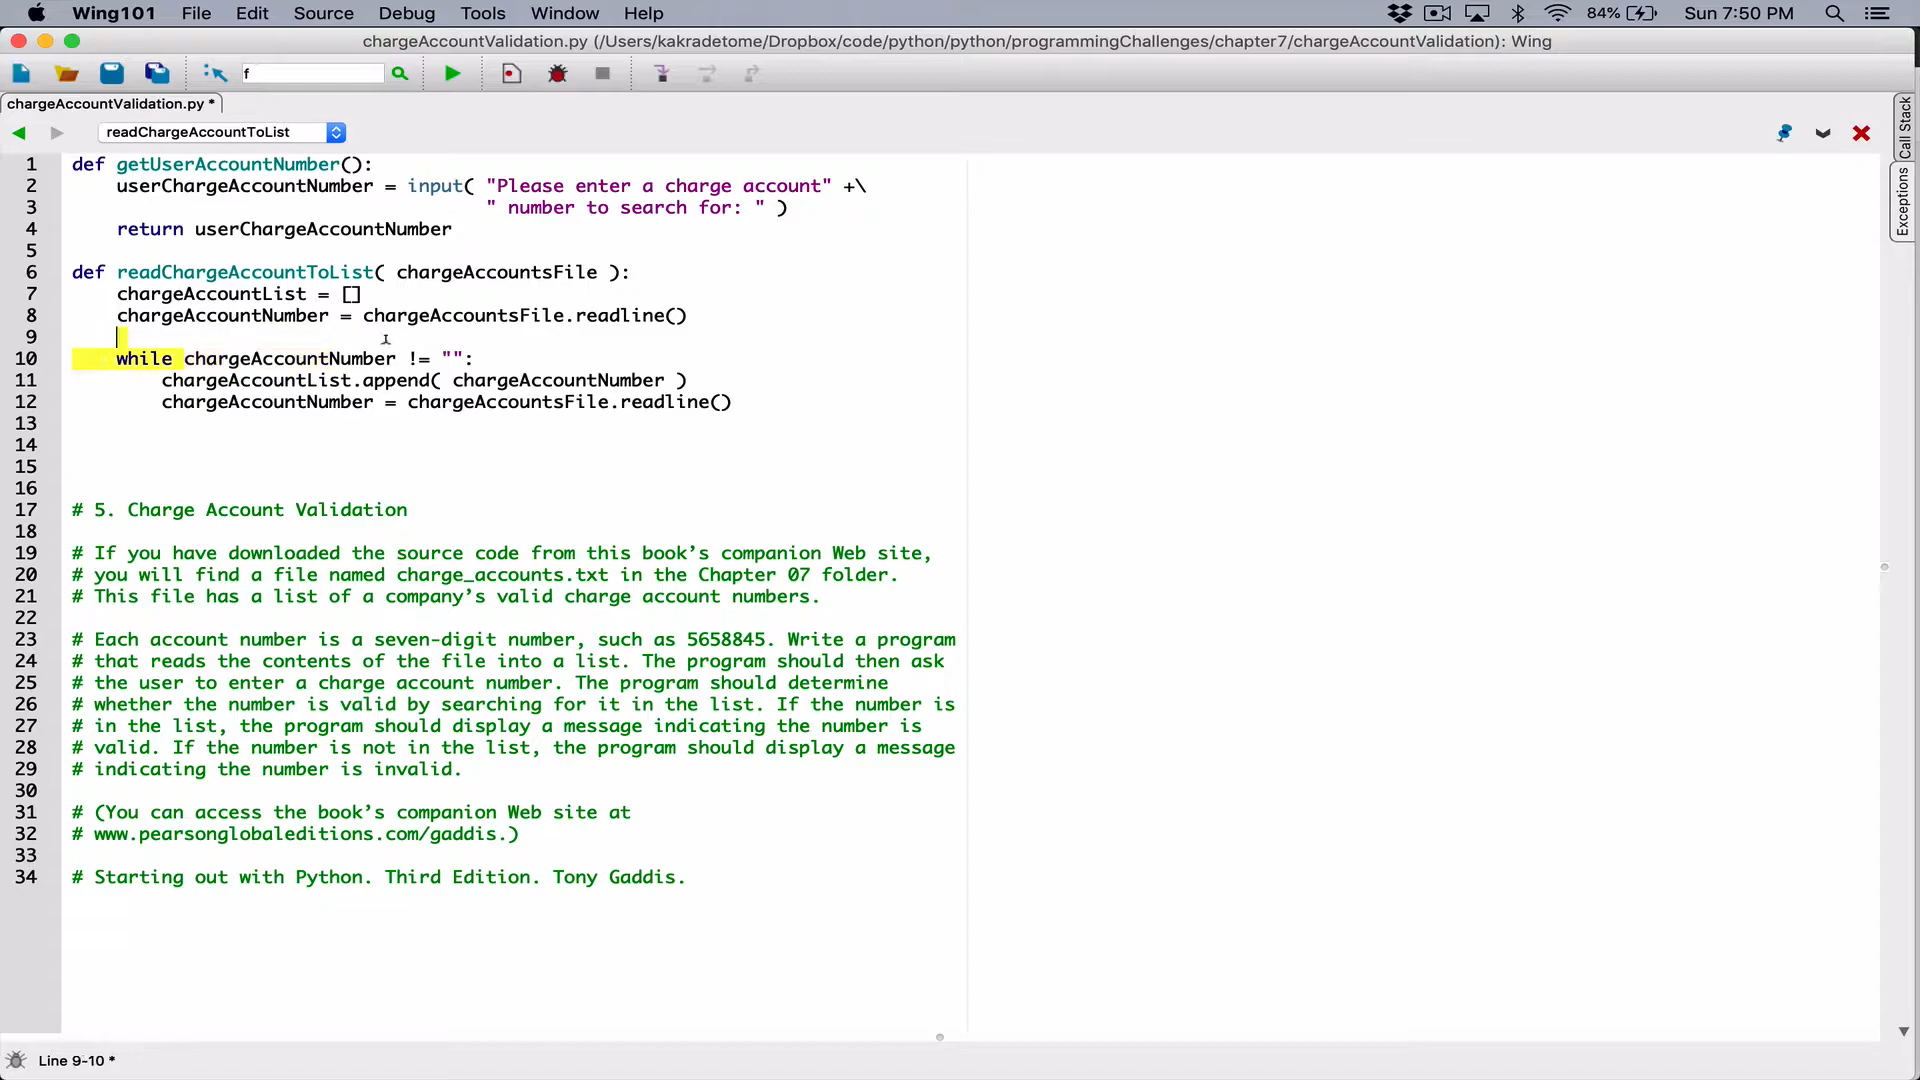 Wing101 File Edit Source Debug Tools Window Help 84% Sun 7:50 PM
chargeAccountValidation.py (/Users/kakradetome/Dropbox/code/python/python/programmingChallenges/chapter7/chargeAccountValidation): Wing
f
chargeAccountValidation.py *
readChargeAccountToList
Call Stack
Exceptions
1 def getUserAccountNumber():
2 userChargeAccountNumber = input( "Please enter a charge account" +\
3 " number to search for: " )
4 return userChargeAccountNumber
5
6 def readChargeAccountToList( chargeAccountsFile ):
7 chargeAccountList = []
8 chargeAccountNumber = chargeAccountsFile.readline()
9
10 while chargeAccountNumber != "":
11 chargeAccountList.append( chargeAccountNumber )
12 chargeAccountNumber = chargeAccountsFile.readline()
13
14
15
16
17 # 5. Charge Account Validation
18
19 # If you have downloaded the source code from this book’s companion Web site,
20 # you will find a file named charge_accounts.txt in the Chapter 07 folder.
21 # This file has a list of a company’s valid charge account numbers.
22
23 # Each account number is a seven-digit number, such as 5658845. Write a program
24 # that reads the contents of the file into a list. The program should then ask
25 # the user to enter a charge account number. The program should determine
26 # whether the number is valid by searching for it in the list. If the number is
27 # in the list, the program should display a message indicating the number is
28 # valid. If the number is not in the list, the program should display a message
29 # indicating the number is invalid.
30
31 # (You can access the book’s companion Web site at
32 # www.pearsonglobaleditions.com/gaddis.)
33
34 # Starting out with Python. Third Edition. Tony Gaddis.
Line 9-10 *